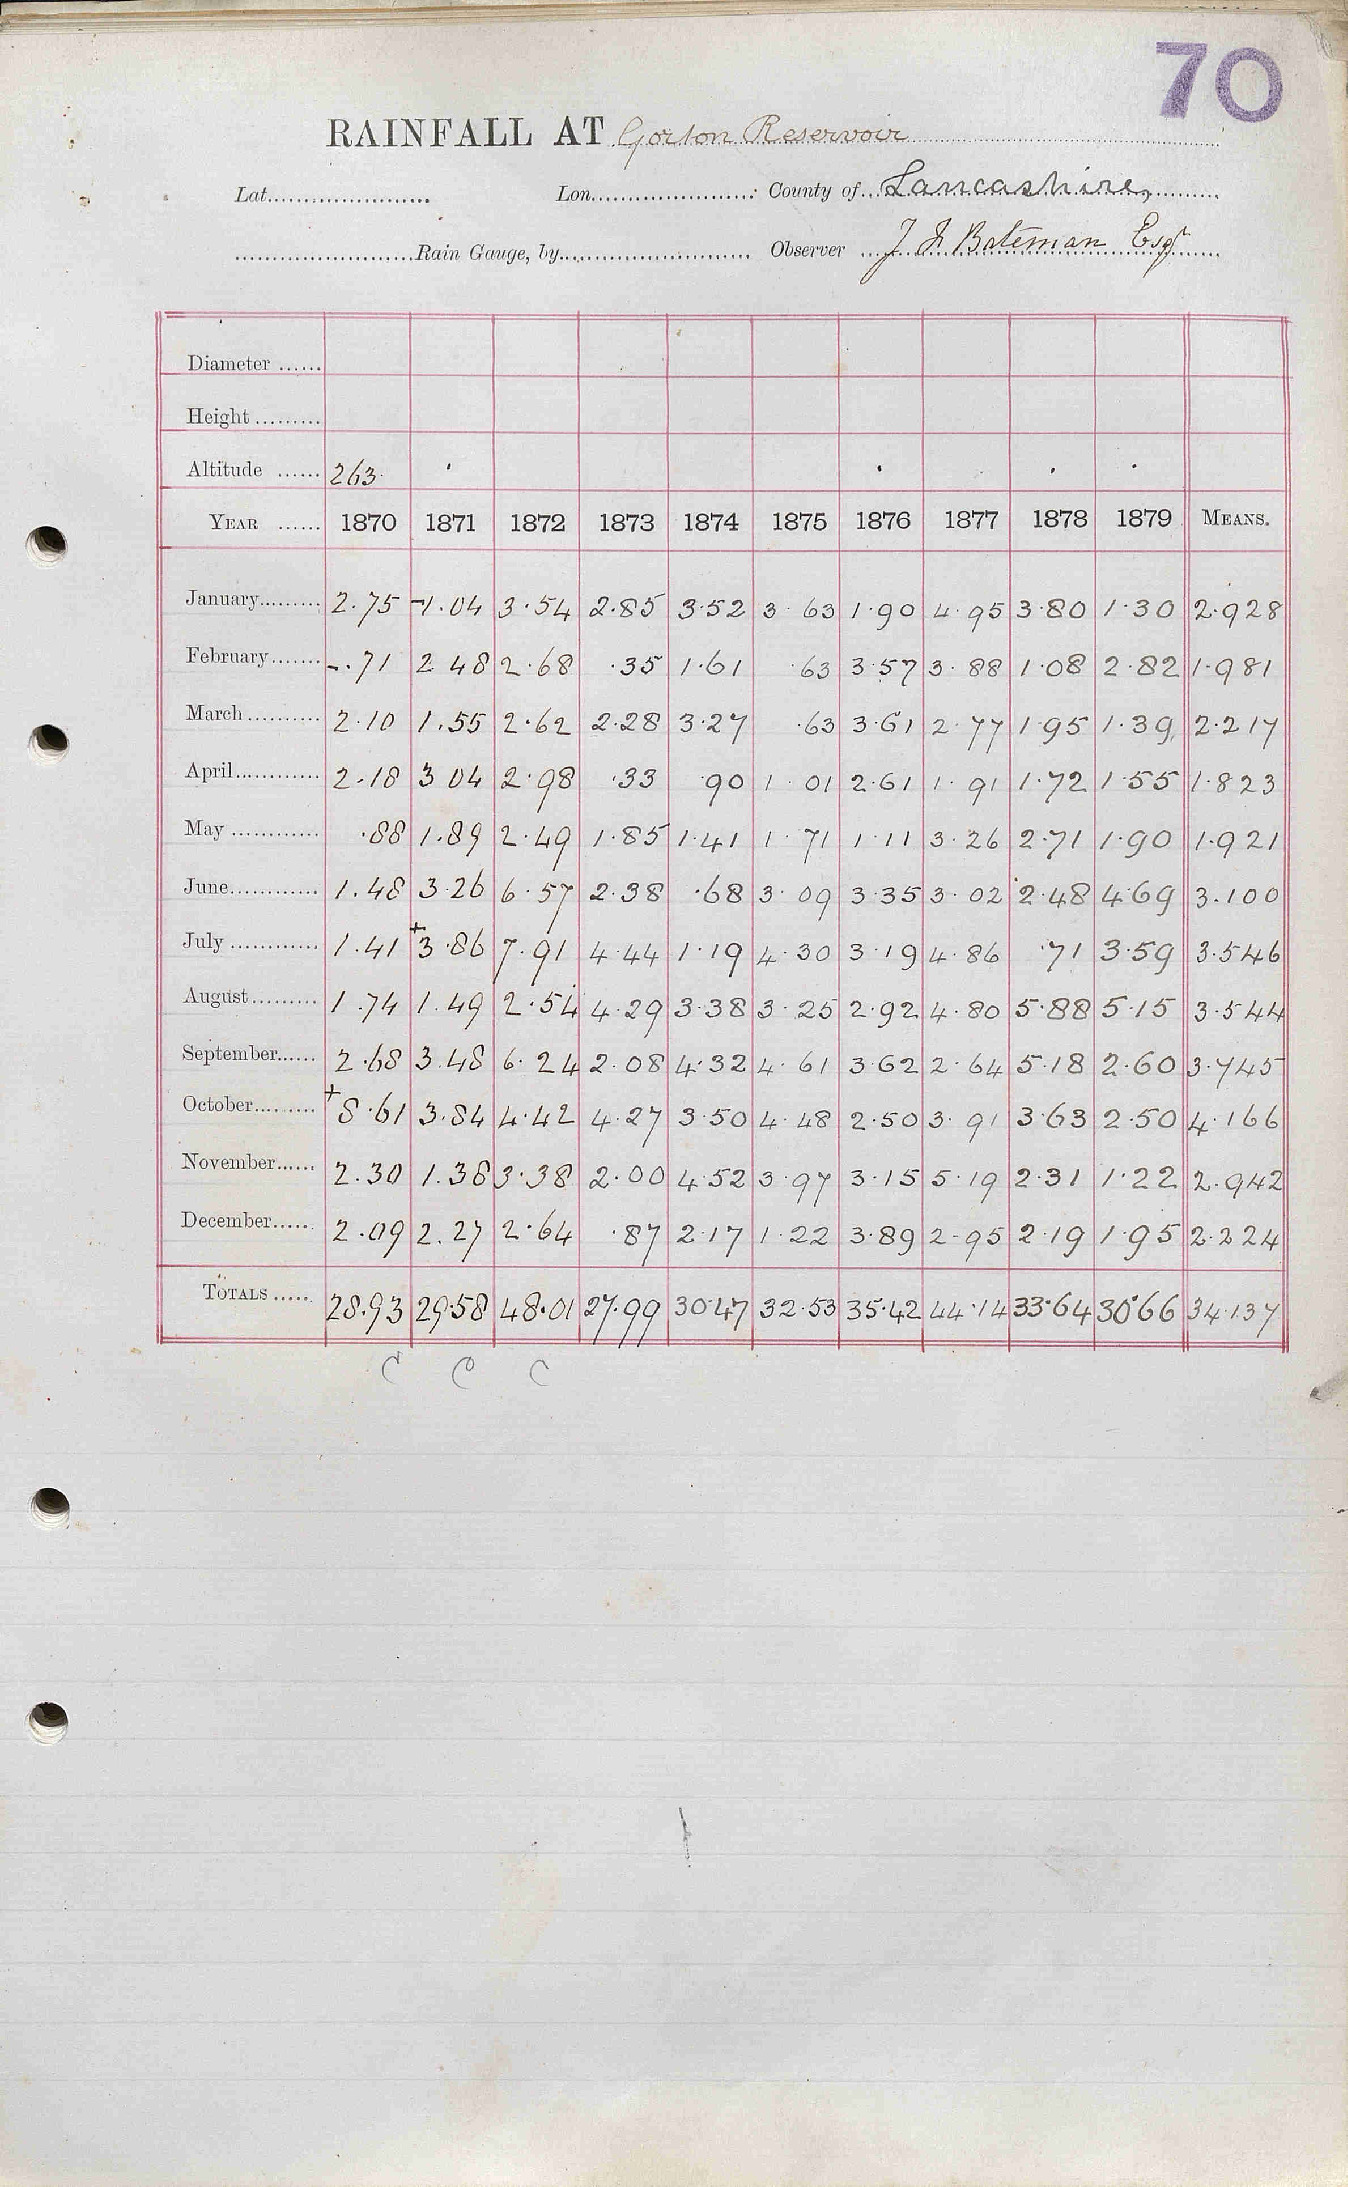 70
RAINFALL AT Gorton Reservoir
Lat. Lon. : County of Lancashire,
Rain Gauge, by Observer J F Bateman Esqr
Diameter
Height
Altitude 263
YEAR 1870 1871 1872 1873 1874 1875 1876 1877 1878 1879 MEANS.
January 2.75 -1.04 3.54 2.85 3.52 3.63 1.90 4.95 3.80 1.30 2.928
February -.71 2.48 2.68 .35 1.61 .63 3.57 3.88 1.08 2.82 1.981
March 2.10 1.55 2.62 2.28 3.27 .63 3.61 2.77 1.95 1.39 2.217
April 2.18 3.04 2.98 .33 .90 1.01 2.61 1.91 1.72 1.55 1.823
May .88 1.89 2.49 1.85 1.41 1.71 1.11 3.26 2.71 1.90 1.921
June 1.48 3.26 6.57 2.38 .68 3.09 3.35 3.02 2.48 4.69 3.100
July 1.41 +3.86 7.91 4.44 1.19 4.30 3.19 4.86 .71 3.59 3.546
August 1.74 1.49 2.54 4.29 3.38 3.25 2.92 4.80 5.88 5.15 3.544
September 2.68 3.48 6.24 2.08 4.32 4.61 3.62 2.64 5.18 2.60 3.745
October +8.61 3.84 4.42 4.27 3.50 4.48 2.50 3.91 3.63 2.50 4.166
November 2.30 1.38 3.38 2.00 4.52 3.97 3.15 5.19 2.31 1.22 2.942
December 2.09 2.27 2.64 .87 2.17 1.22 3.89 2.95 2.19 1.95 2.224
TOTALS 28.93 29.58 48.01 27.99 30.47 32.53 35.42 44.14 33.64 30.66 34.137
C C C